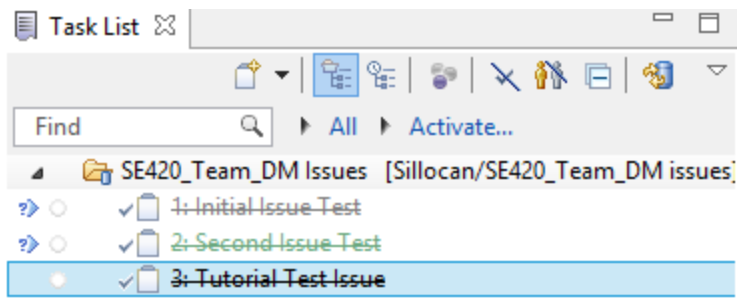 Task List
Find All Activate...
SE420_Team_DM Issues [Sillocan/SE420_Team_DM issues]
1: Initial Issue Test
2: Second Issue Test
3: Tutorial Test Issue